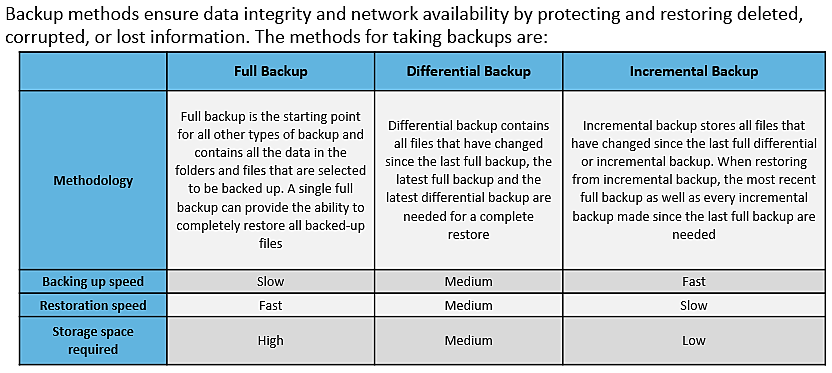 Backup methods ensure data integrity and network availability by protecting and restoring deleted,
corrupted, or lost information. The methods for taking backups are:
Full Backup
Differential Backup
Incremental Backup
Methodology
Full backup is the starting point
for all other types of backup and
contains all the data in the
folders and files that are selected
to be backed up. A single full
backup can provide the ability to
completely restore all backed-up
files
Differential backup contains
all files that have changed
since the last full backup, the
latest full backup and the
latest differential backup are
needed for a complete
restore
Incremental backup stores all files that
have changed since the last full differential
or incremental backup. When restoring
from incremental backup, the most recent
full backup as well as every incremental
backup made since the last full backup are
needed
Backing up speed
Slow
Medium
Fast
Restoration speed
Fast
Medium
Slow
Storage space
required
High
Medium
Low